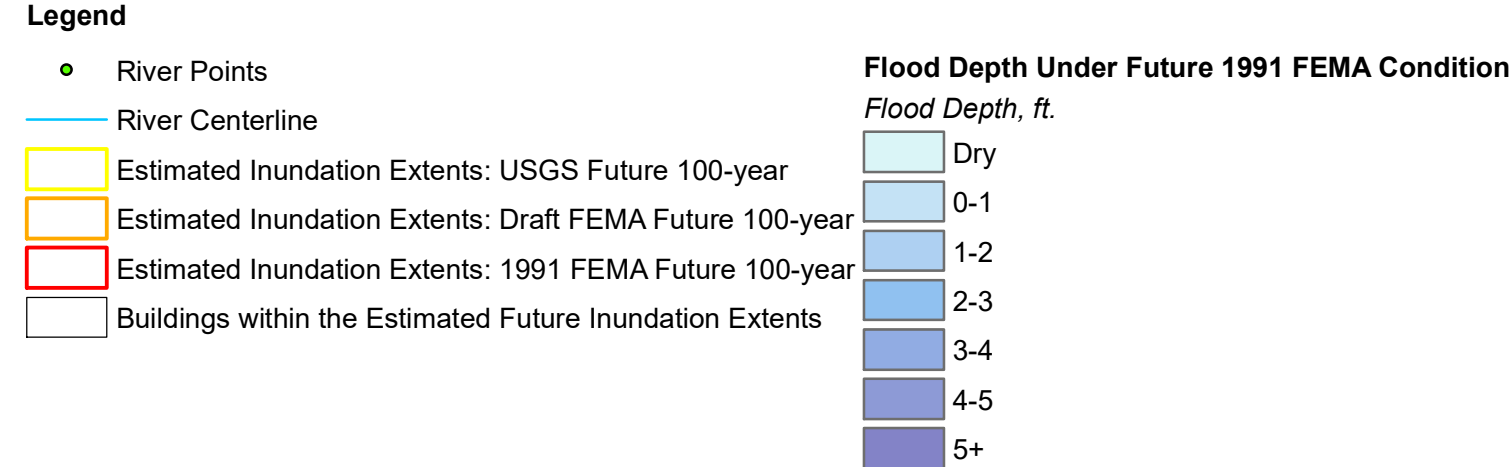 Legend
River Points
River Centerline
Estimated Inundation Extents: USGS Future 100-year
Estimated Inundation Extents: Draft FEMA Future 100-year
Estimated Inundation Extents: 1991 FEMA Future 100-year
Buildings within the Estimated Future Inundation Extents
Flood Depth Under Future 1991 FEMA Condition
Flood Depth, ft.
Dry
0-1
1-2
2-3
3-4
4-5
5+